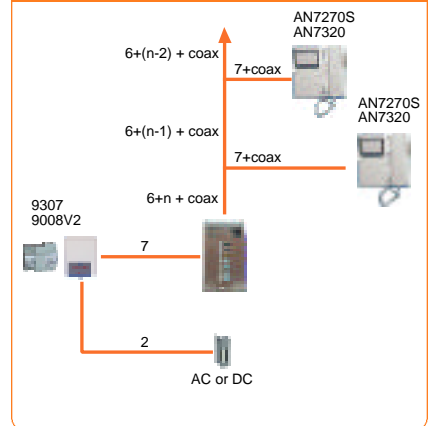 AN7270S
AN7320
6+(n-2) + coax
7+coax
AN7270S
AN7320
6+(n-1) + coax
7+coax
6+n + coax
9307
9008V2
7
2
AC or DC